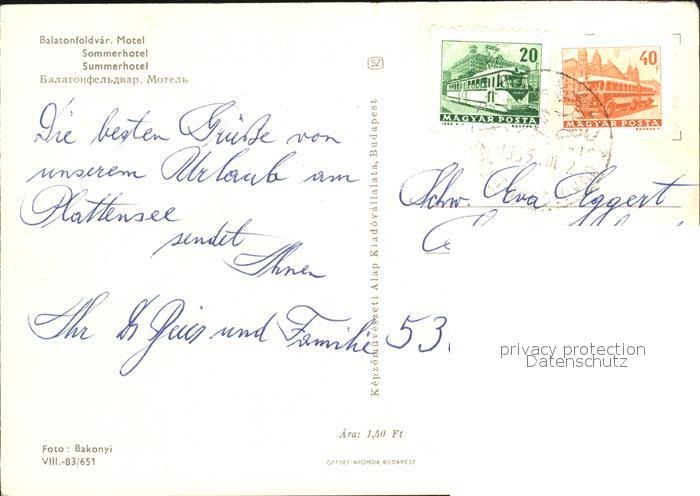 Balatonföldvár. Motel
Sommerhotel
Summerhotel
Балатонфельдвар. Мотель
SZ
20
MAGYAR POSTA
40
F
MAGYAR POSTA
Die besten Grüße von
unserem Urlaub am
Plattensee
sendet
Ihnen
Ihr und Familie
Schw. Eva Eggert
53
privacy protection
Datenschutz
Képzőművészeti Alap Kiadóvállalata, Budapest
Ára: 1,50 Ft
Foto : Bakonyi
VIII.-83/651
OFFSET-NYOMDA, BUDAPEST